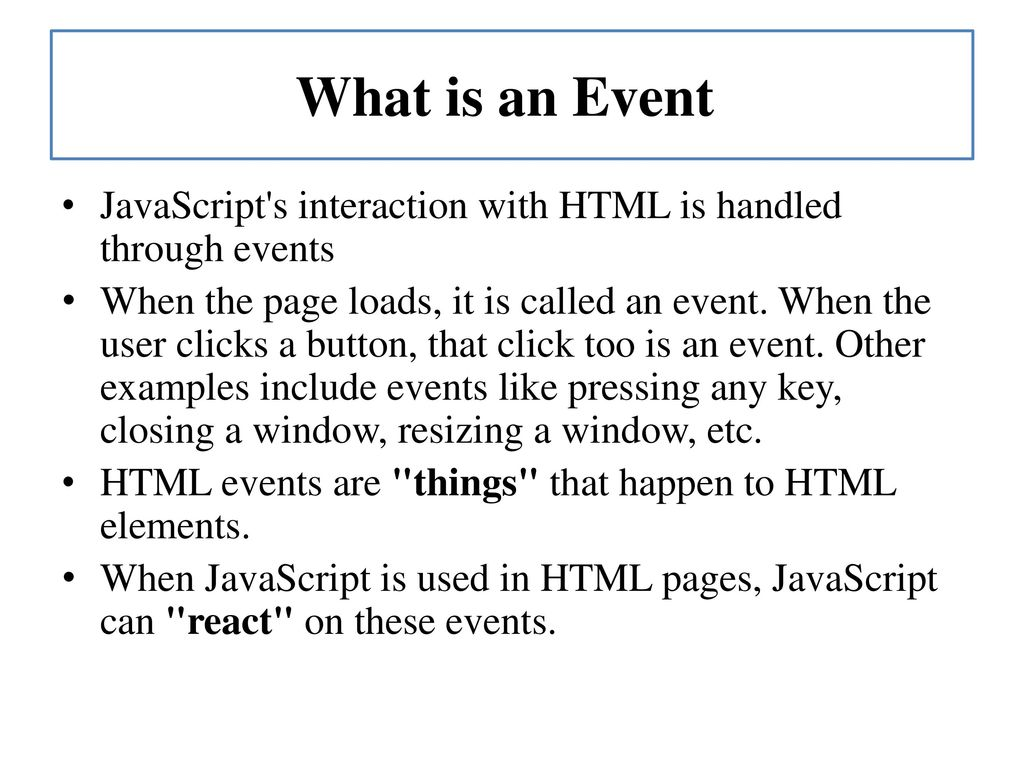 What is an Event
• JavaScript's interaction with HTML is handled
through events
• When the page loads, it is called an event. When the
user clicks a button, that click too is an event. Other
examples include events like pressing any key,
closing a window, resizing a window, etc.
• HTML events are "things" that happen to HTML
elements.
• When JavaScript is used in HTML pages, JavaScript
can "react" on these events.